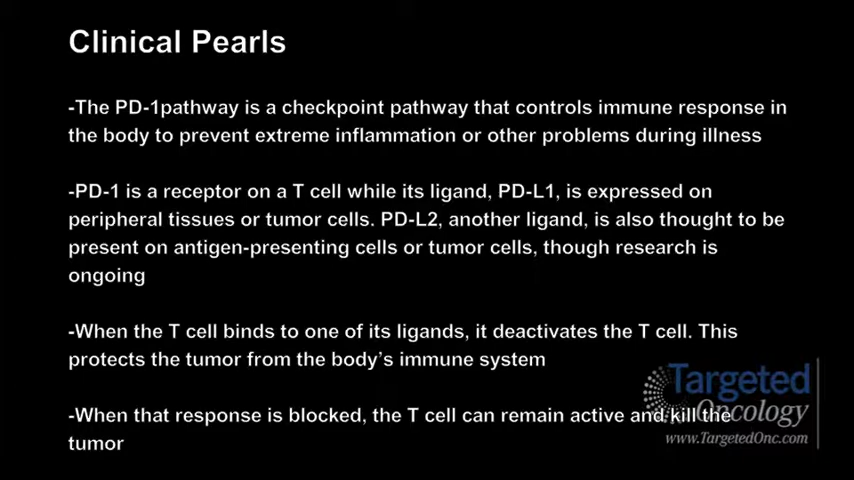 Clinical Pearls
-The PD-1pathway is a checkpoint pathway that controls immune response in
the body to prevent extreme inflammation or other problems during illness
-PD-1 is a receptor on a T cell while its ligand, PD-L1, is expressed on
peripheral tissues or tumor cells. PD-L2, another ligand, is also thought to be
present on antigen-presenting cells or tumor cells, though research is
ongoing
-When the T cell binds to one of its ligands, it deactivates the T cell. This
protects the tumor from the body's immune system
-When that response is blocked, the T cell can remain active and kill the
tumor
Targeted
Oncology
www.TargetedOnc.com